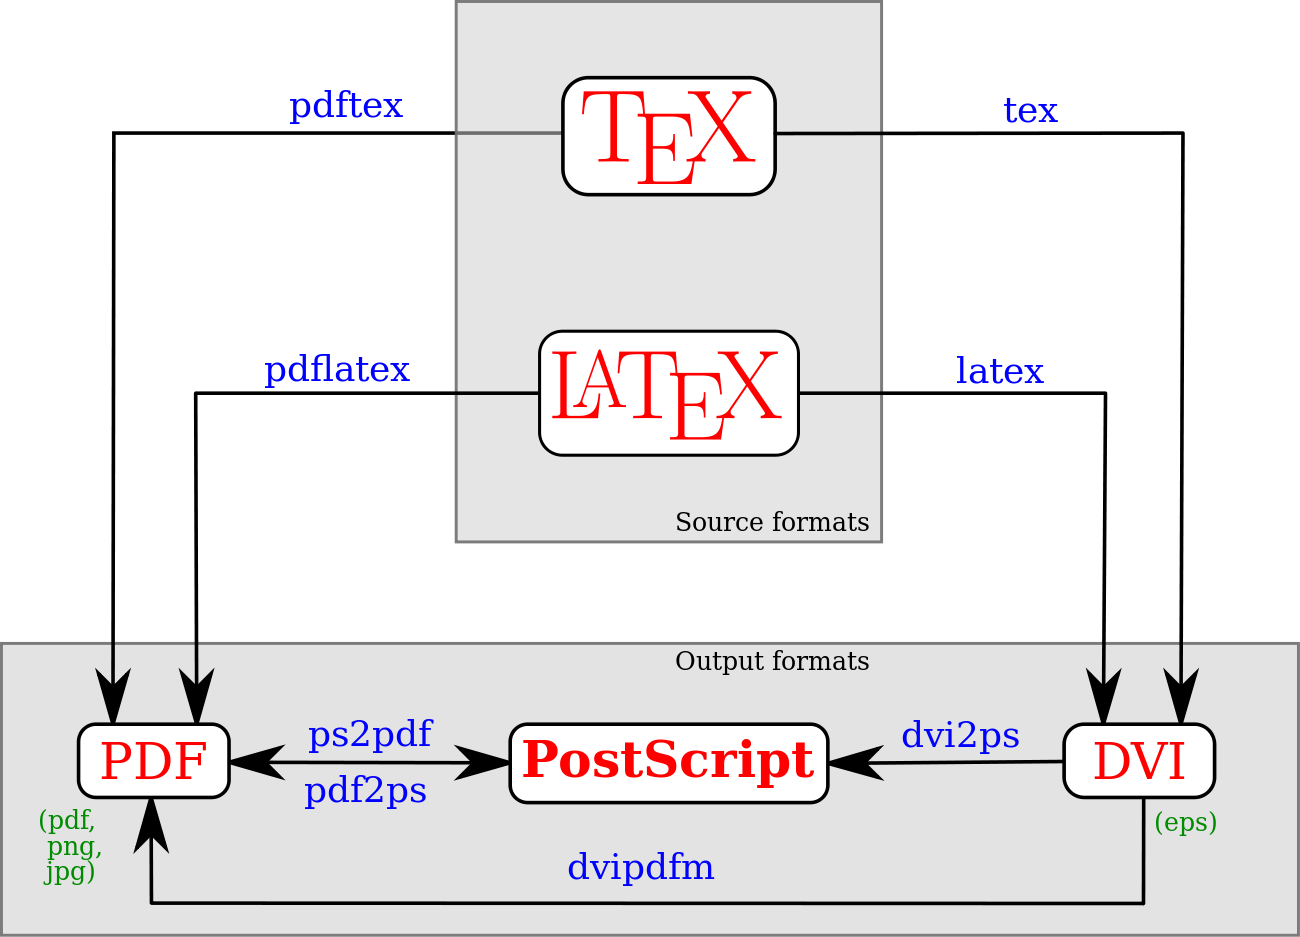 pdftex
TEX
tex
pdflatex
LATEX
latex
Source formats
Output formats
PDF
ps2pdf
pdf2ps
PostScript
dvi2ps
DVI
(pdf,
png,
jpg)
(eps)
dvipdfm